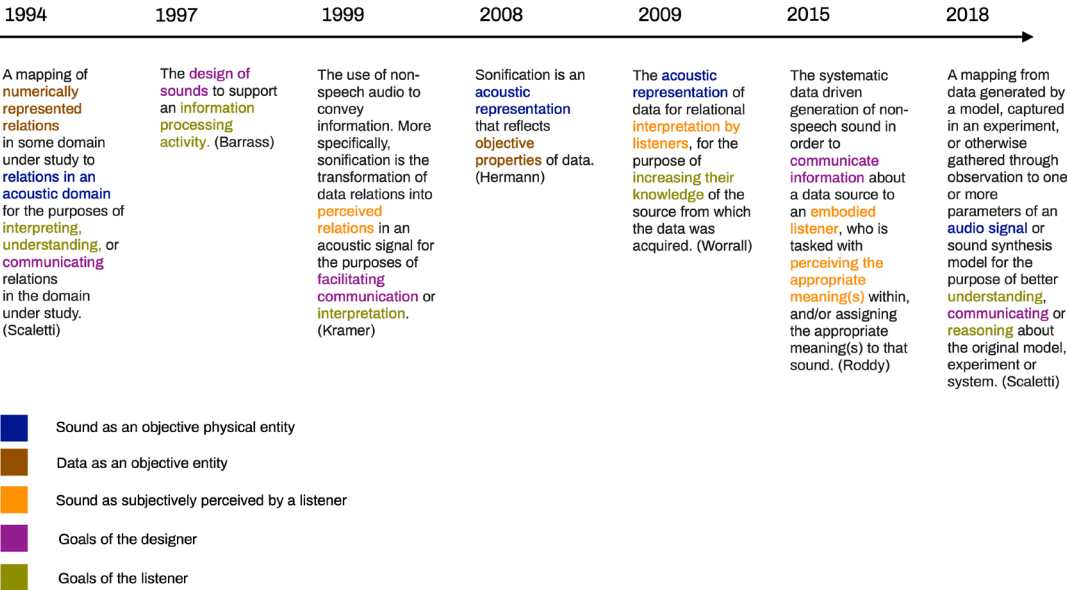 1994
1997
1999
2008
2009
2015
2018
A mapping of
numerically
represented
relations
in some domain
under study to
relations in an
acoustic domain
for the purposes of
interpreting,
understanding, or
communicating
relations
in the domain
under study.
(Scaletti)
The design of
sounds to support
an information
processing
activity. (Barrass)
The use of non-
speech audio to
convey
information. More
specifically,
sonification is the
transformation of
data relations into
perceived
relations in an
acoustic signal for
the purposes of
facilitating
communication or
interpretation.
(Kramer)
Sonification is an
acoustic
representation
that reflects
objective
properties of data.
(Hermann)
The acoustic
representation of
data for relational
interpretation by
listeners, for the
purpose of
increasing their
knowledge of the
source from which
the data was
acquired. (Worrall)
The systematic
data driven
generation of non-
speech sound in
order to
communicate
information about
a data source to
an embodied
listener, who is
tasked with
perceiving the
appropriate
meaning(s) within,
and/or assigning
the appropriate
meaning(s) to that
sound. (Roddy)
A mapping from
data generated by
a model, captured
in an experiment,
or otherwise
gathered through
observation to one
or more
parameters of an
audio signal or
sound synthesis
model for the
purpose of better
understanding,
communicating or
reasoning about
the original model,
experiment or
system. (Scaletti)
Sound as an objective physical entity
Data as an objective entity
Sound as subjectively perceived by a listener
Goals of the designer
Goals of the listener